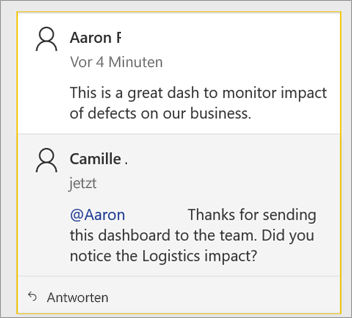 Aaron F
Vor 4 Minuten
This is a great dash to monitor impact
of defects on our business.
Camille .
jetzt
@Aaron Thanks for sending
this dashboard to the team. Did you
notice the Logistics impact?
Antworten